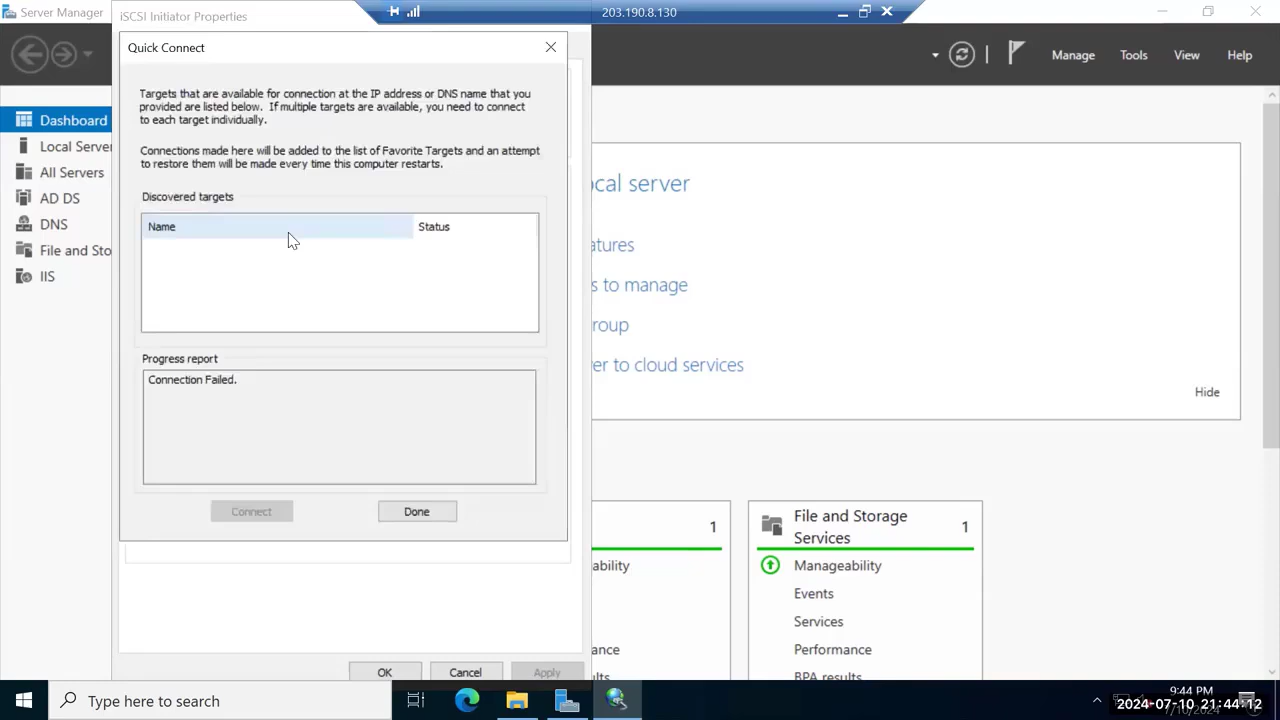 Server Manager
iSCSI Initiator Properties
203.190.8.130
Quick Connect
Manage
Tools
View
Help
Targets that are available for connection at the IP address or DNS name that you
provided are listed below. If multiple targets are available, you need to connect
to each target individually.
Connections made here will be added to the list of Favorite Targets and an attempt
to restore them will be made every time this computer restarts.
Discovered targets
Name
Status
Progress report
Connection Failed.
Connect
Done
OK
Cancel
Apply
Dashboard
Local Server
All Servers
AD DS
DNS
File and Sto
IIS
ocal server
atures
s to manage
roup
er to cloud services
Hide
1
ability
ance
ults
File and Storage
Services
1
Manageability
Events
Services
Performance
BPA results
Type here to search
9:44 PM
7/10/2024
2024-07-10 21:44:12